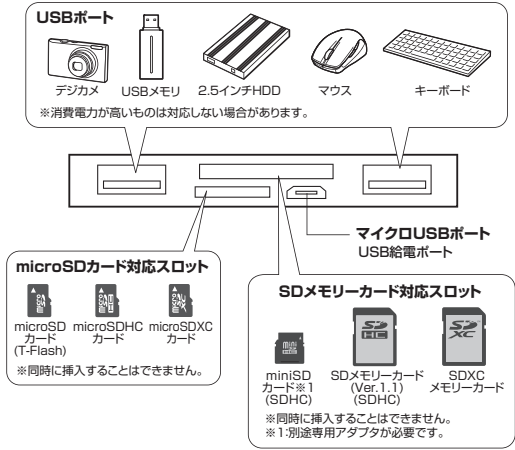 USBポート
デジカメ
USBメモリ
2.5インチHDD
マウス
キーボード
※消費電力が高いものは対応しない場合があります。
マイクロUSBポート
USB給電ポート
microSDカード対応スロット
microSD
カード
(T-Flash)
microSDHC
カード
microSDXC
カード
※同時に挿入することはできません。
SDメモリーカード対応スロット
mini
SD
HC
SD
XC
miniSD
カード※1
(SDHC)
SDメモリーカード
(Ver.1.1)
(SDHC)
SDXC
メモリーカード
※同時に挿入することはできません。
※1:別途専用アダプタが必要です。